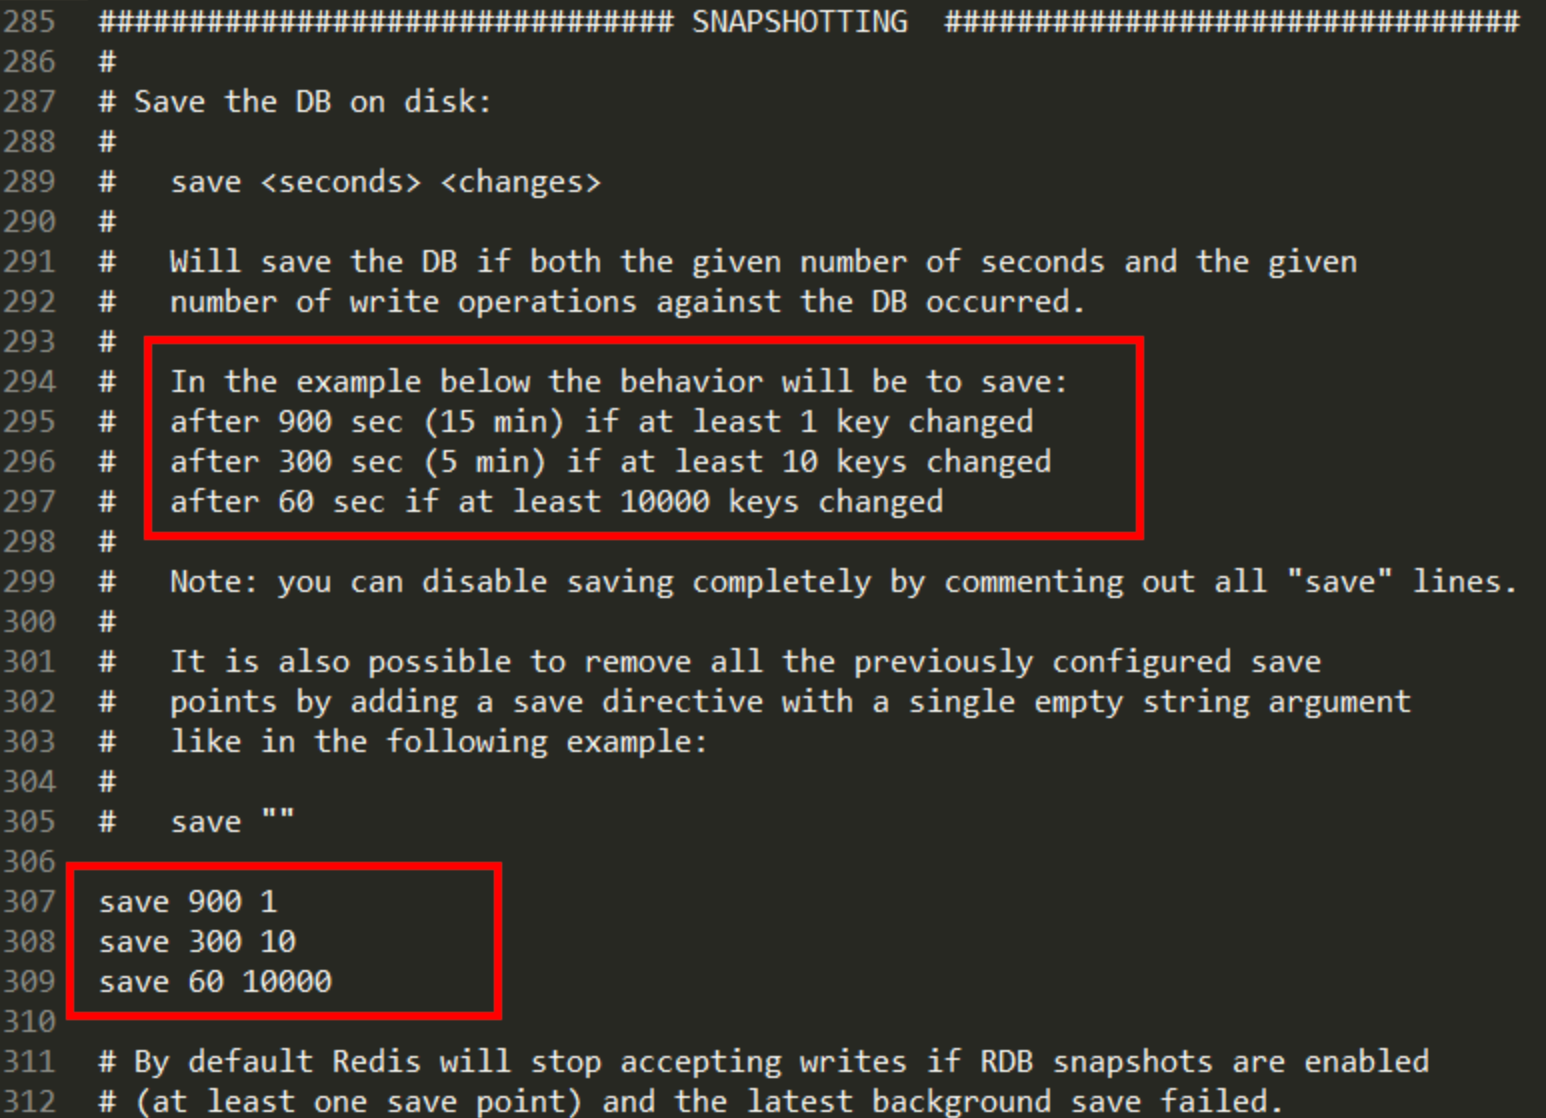 285 ################################ SNAPSHOTTING ################################
286 #
287 # Save the DB on disk:
288 #
289 #   save <seconds> <changes>
290 #
291 #   Will save the DB if both the given number of seconds and the given
292 #   number of write operations against the DB occurred.
293 #
294 #   In the example below the behavior will be to save:
295 #   after 900 sec (15 min) if at least 1 key changed
296 #   after 300 sec (5 min) if at least 10 keys changed
297 #   after 60 sec if at least 10000 keys changed
298 #
299 #   Note: you can disable saving completely by commenting out all "save" lines.
300 #
301 #   It is also possible to remove all the previously configured save
302 #   points by adding a save directive with a single empty string argument
303 #   like in the following example:
304 #
305 #   save ""
306
307 save 900 1
308 save 300 10
309 save 60 10000
310
311 # By default Redis will stop accepting writes if RDB snapshots are enabled
312 # (at least one save point) and the latest background save failed.